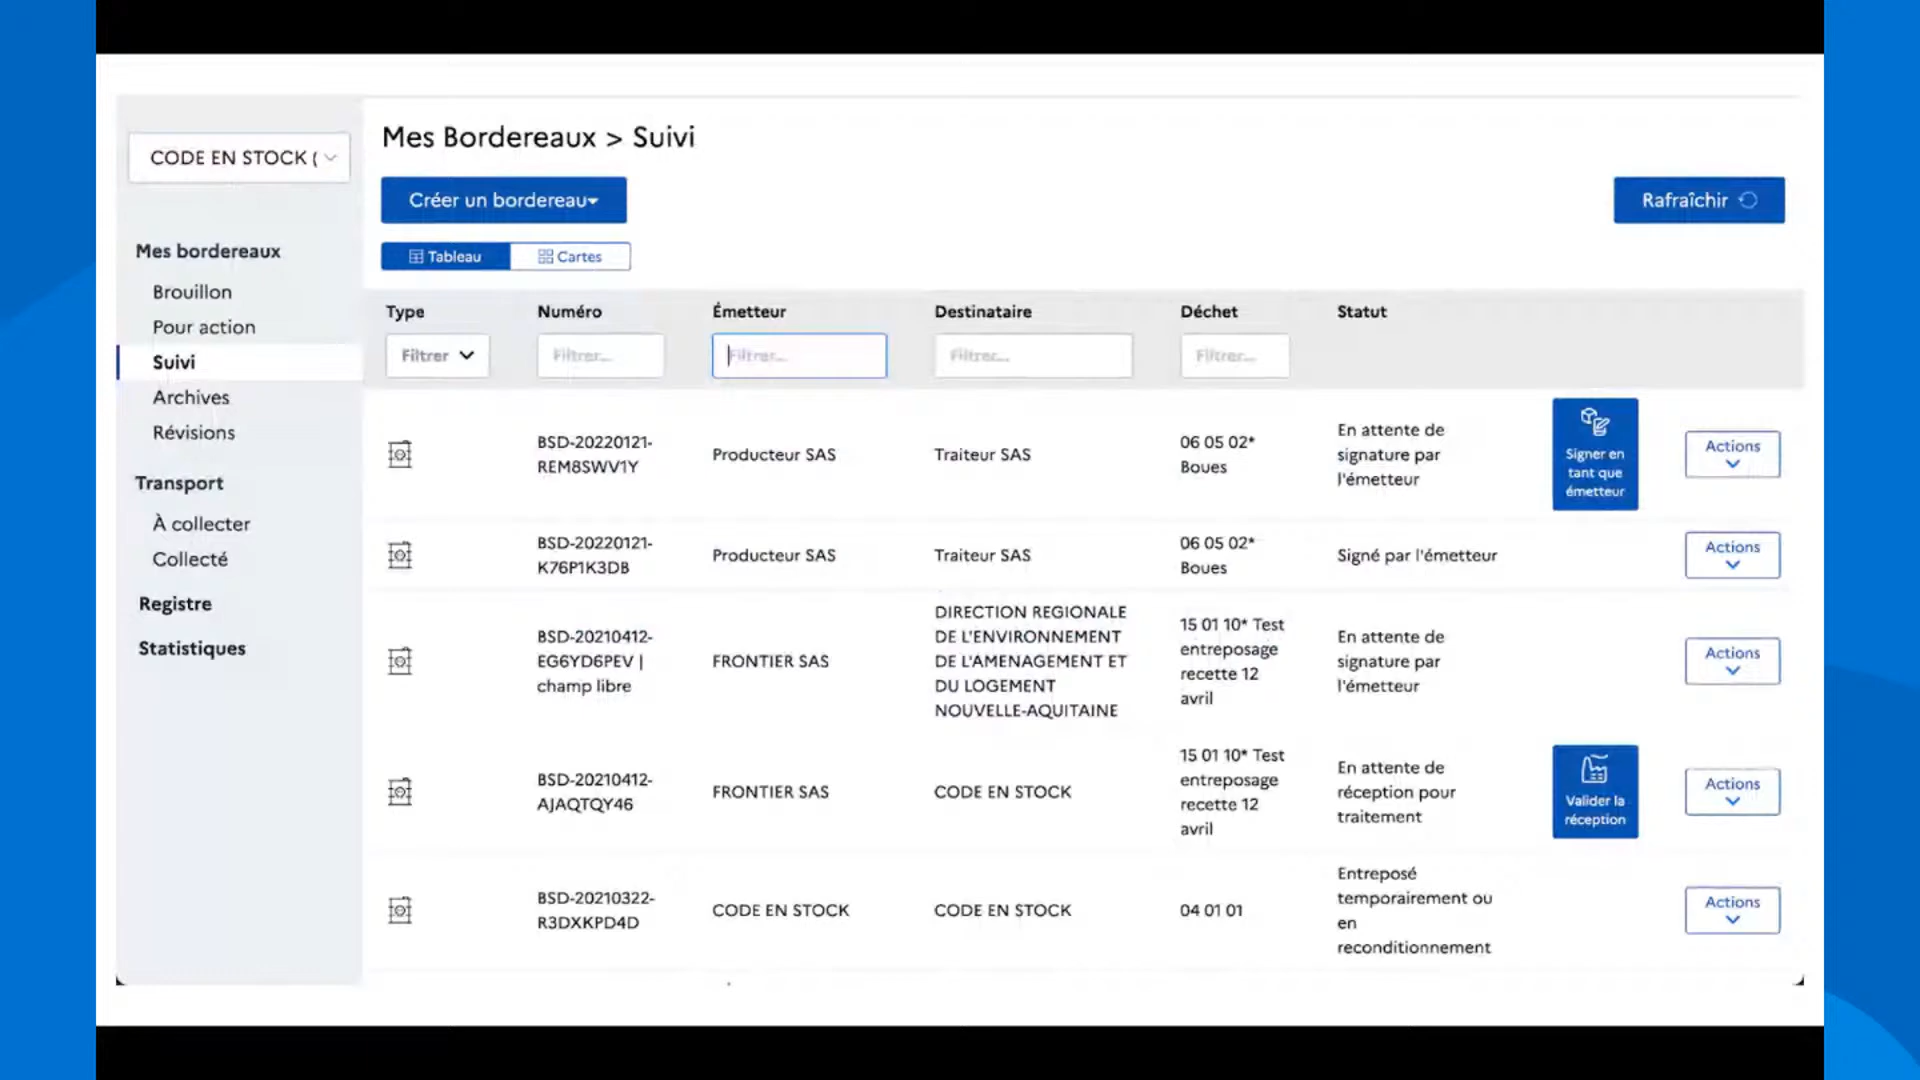 CODE EN STOCK (
Mes bordereaux
Brouillon
Pour action
Suivi
Archives
Révisions
Transport
À collecter
Collecté
Registre
Statistiques
Mes Bordereaux > Suivi
Créer un bordereau
Rafraîchir
Tableau
Cartes
Type
Numéro
Émetteur
Destinataire
Déchet
Statut
Filtrer
Filtrer...
Filtrer...
Filtrer...
Filtrer...
BSD-20220121-
REM8SWV1Y
Producteur SAS
Traiteur SAS
06 05 02*
Boues
En attente de
signature par
l'émetteur
Signer en
tant que
émetteur
Actions
BSD-20220121-
K76P1K3DB
Producteur SAS
Traiteur SAS
06 05 02*
Boues
Signé par l'émetteur
Actions
BSD-20210412-
EG6YD6PEV |
champ libre
FRONTIER SAS
DIRECTION REGIONALE
DE L'ENVIRONNEMENT
DE L'AMENAGEMENT ET
DU LOGEMENT
NOUVELLE-AQUITAINE
15 01 10* Test
entreposage
recette 12
avril
En attente de
signature par
l'émetteur
Actions
BSD-20210412-
AJAQTQY46
FRONTIER SAS
CODE EN STOCK
15 01 10* Test
entreposage
recette 12
avril
En attente de
réception pour
traitement
Valider la
réception
Actions
BSD-20210322-
R3DXKPD4D
CODE EN STOCK
CODE EN STOCK
04 01 01
Entreposé
temporairement ou
en
reconditionnement
Actions